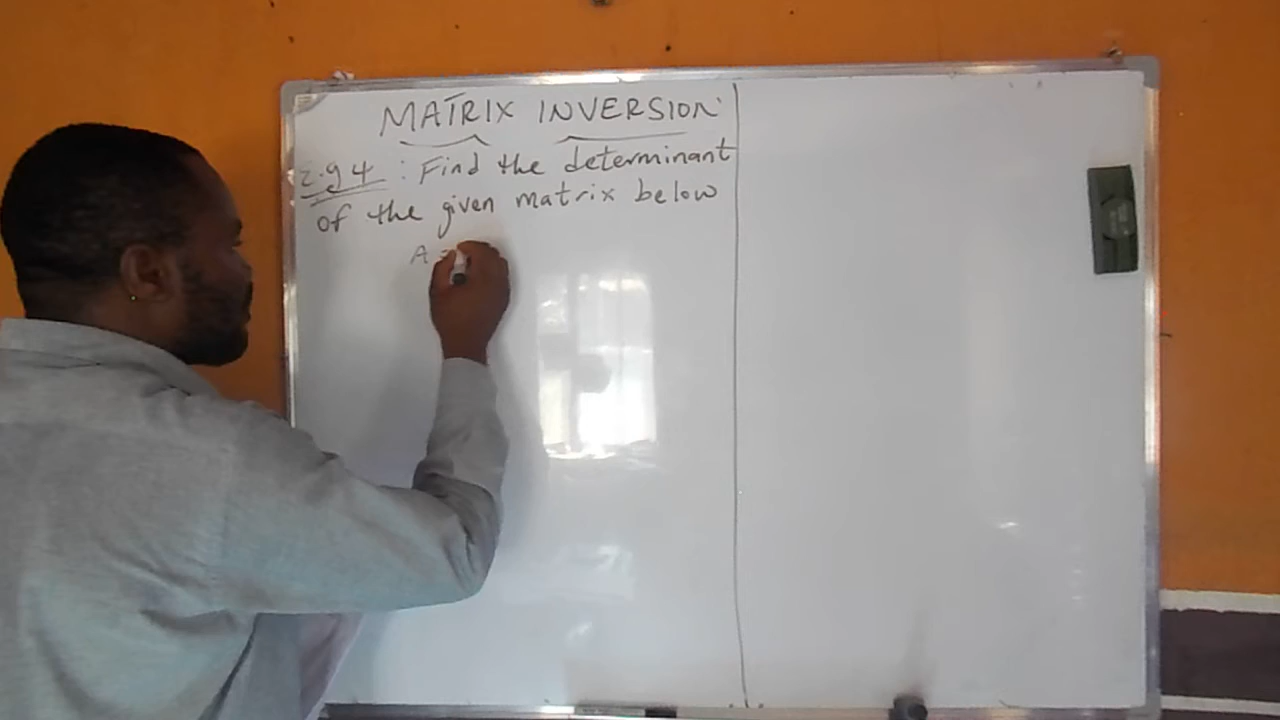 MATRIX INVERSION
E.g 4 : Find the determinant
of the given matrix below
A =